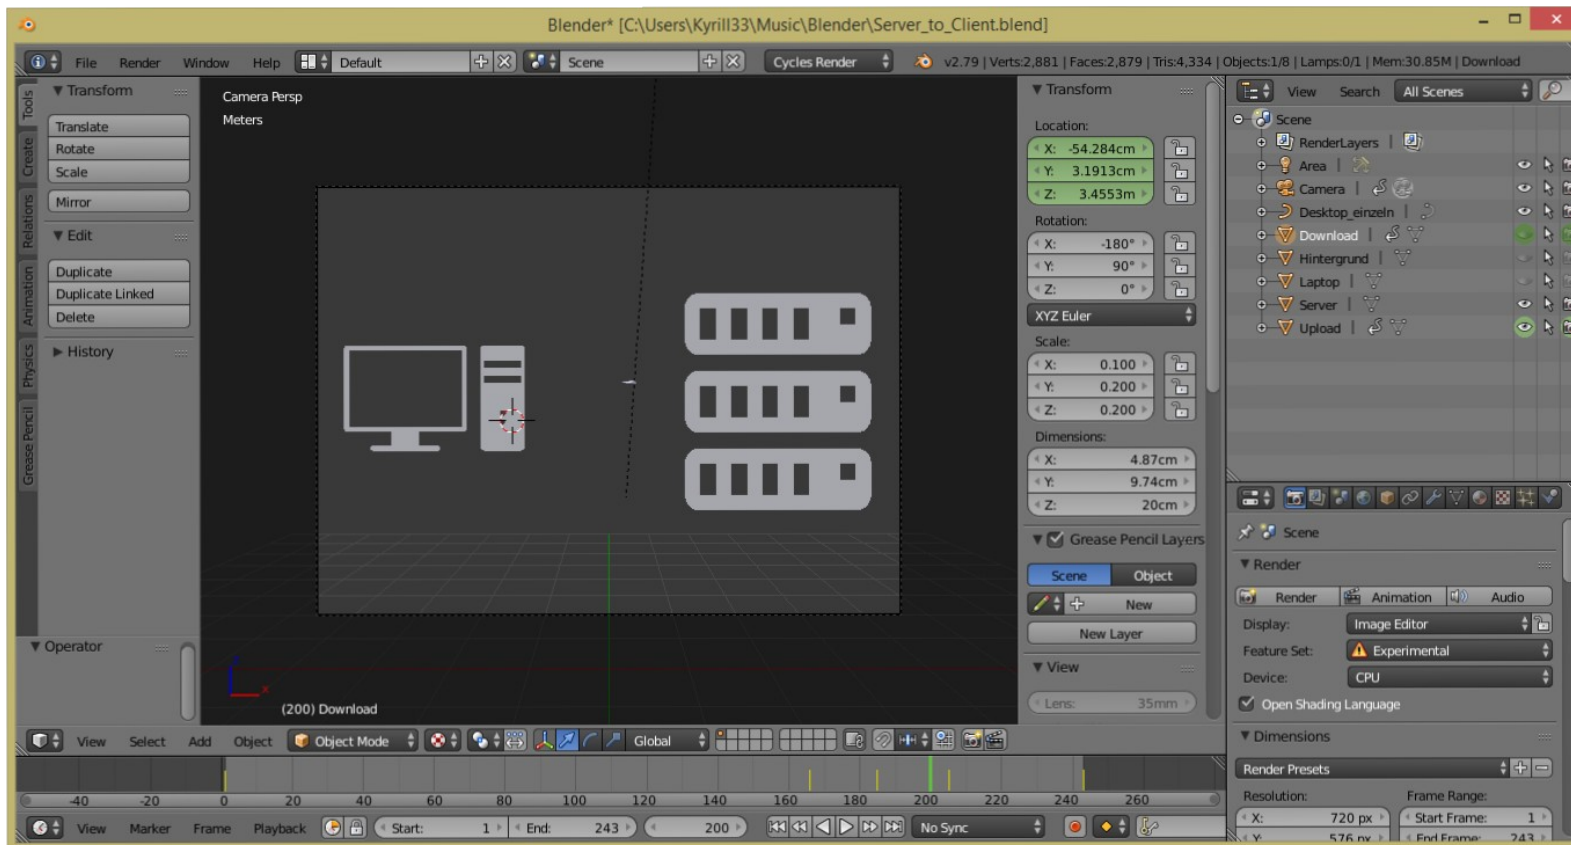 Blender* [C:\Users\Kyrill33\Music\Blender\Server_to_Client.blend]
File Render Window Help Default Scene Cycles Render v2.79 | Verts:2,881 | Faces:2,879 | Tris:4,334 | Objects:1/8 | Lamps:0/1 | Mem:30.85M | Download
Tools
Create
Relations
Animation
Physics
Grease Pencil
Transform
Translate
Rotate
Scale
Mirror
Edit
Duplicate
Duplicate Linked
Delete
History
Operator
Camera Persp
Meters
(200) Download
x
Transform
Location:
X: -54.284cm
Y: 3.1913cm
Z: 3.4553m
Rotation:
X: -180°
Y: 90°
Z: 0°
XYZ Euler
Scale:
X: 0.100
Y: 0.200
Z: 0.200
Dimensions:
X: 4.87cm
Y: 9.74cm
Z: 20cm
Grease Pencil Layers
Scene Object
New
New Layer
View
Lens: 35mm
View Search All Scenes
Scene
RenderLayers |
Area |
Camera |
Desktop_einzeln |
Download |
Hintergrund |
Laptop |
Server |
Upload |
Scene
Render
Render Animation Audio
Display: Image Editor
Feature Set: Experimental
Device: CPU
Open Shading Language
Dimensions
Render Presets
Resolution: Frame Range:
X: 720 px Start Frame: 1
Y: 576 px End Frame: 243
View Select Add Object Object Mode Global
-40 -20 0 20 40 60 80 100 120 140 160 180 200 220 240 260
View Marker Frame Playback Start: 1 End: 243 200 No Sync